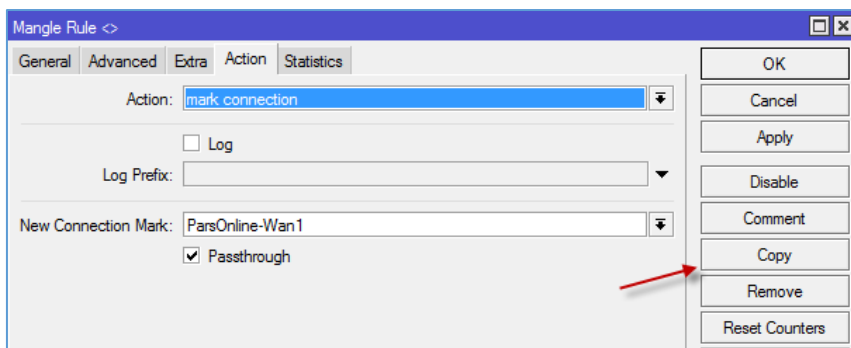 Mangle Rule <>
General Advanced Extra Action Statistics
Action: mark connection
Log
Log Prefix:
New Connection Mark: ParsOnline-Wan1
Passthrough
OK
Cancel
Apply
Disable
Comment
Copy
Remove
Reset Counters